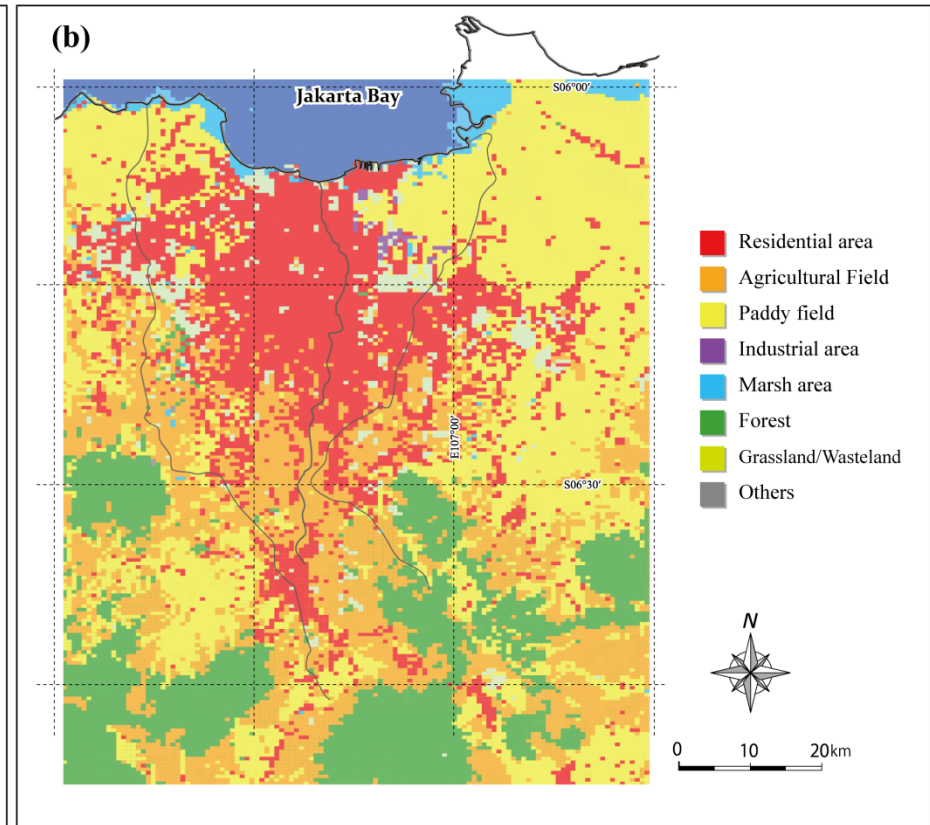 (b)
Jakarta Bay
S06°00'
E107°00'
S06°30'
Residential area
Agricultural Field
Paddy field
Industrial area
Marsh area
Forest
Grassland/Wasteland
Others
N
0 10 20km